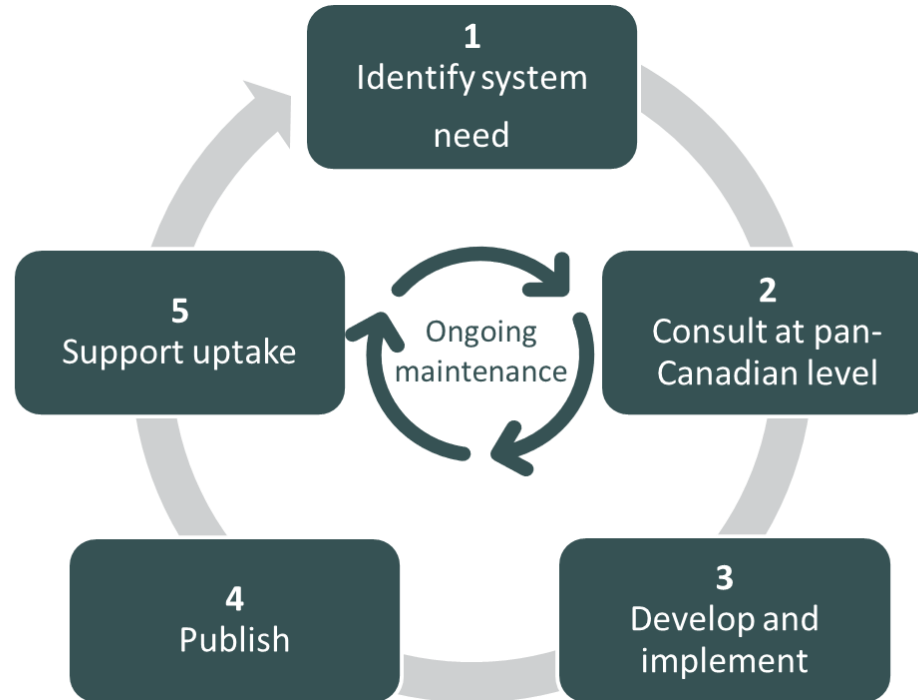 1
Identify system
need
2
Consult at pan-
Canadian level
3
Develop and
implement
4
Publish
5
Support uptake
Ongoing
maintenance